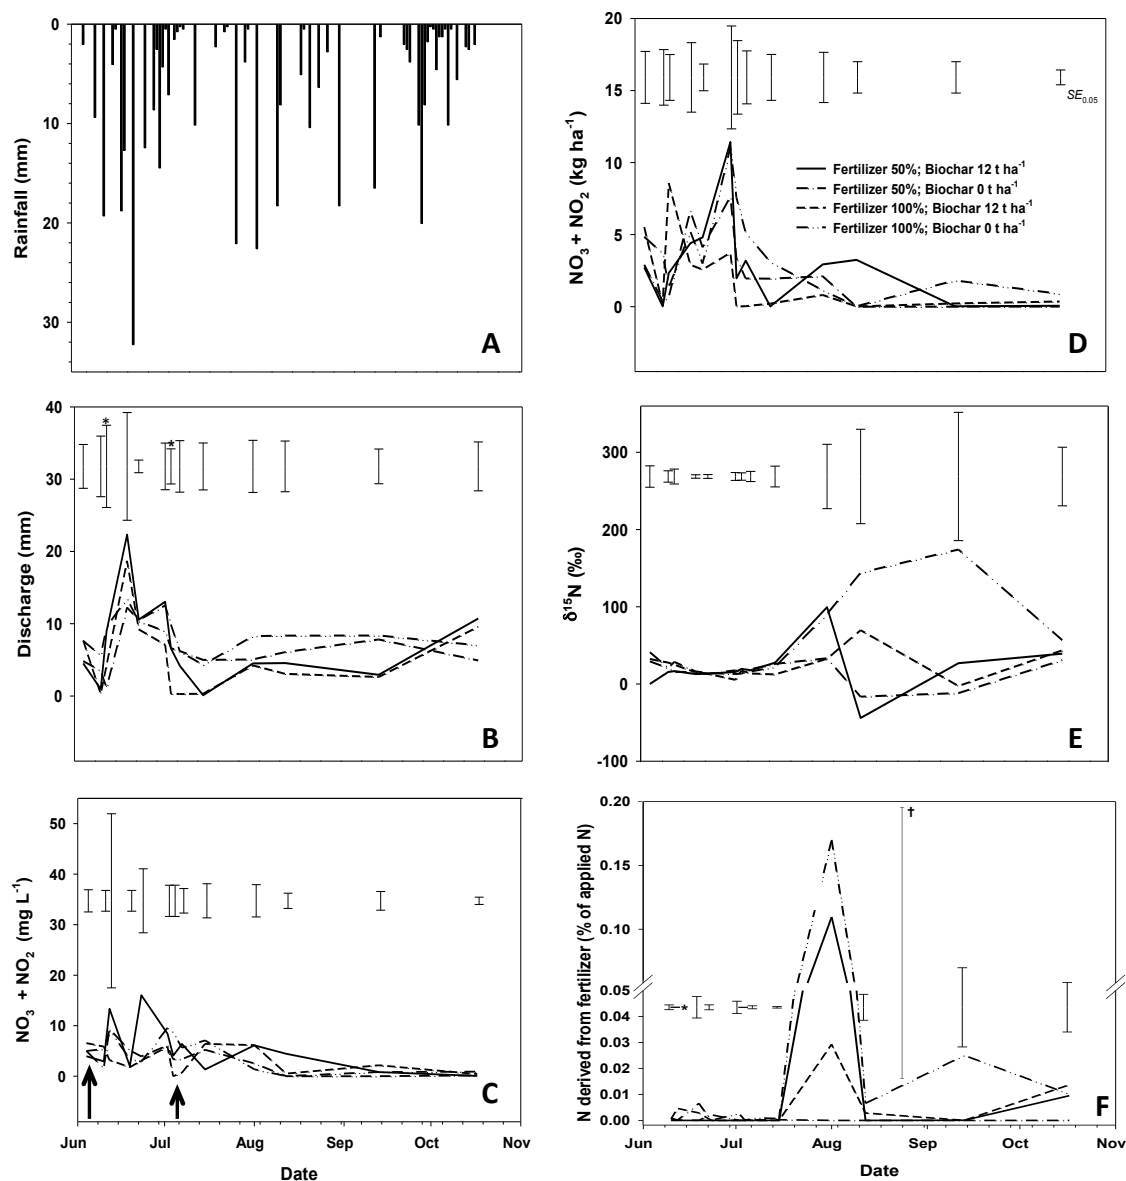 0
10
20
30
Rainfall (mm)
A
20
15
10
5
0
NO3 + NO2 (kg ha-1)
SE0.05
Fertilizer 50%; Biochar 12 t ha-1
Fertilizer 50%; Biochar 0 t ha-1
Fertilizer 100%; Biochar 12 t ha-1
Fertilizer 100%; Biochar 0 t ha-1
D
40
30
20
10
0
Discharge (mm)
*
*
B
300
200
100
0
-100
δ15N (‰)
E
50
40
30
20
10
0
NO3 + NO2 (mg L-1)
C
Jun
Jul
Aug
Sep
Oct
Nov
Date
0.20
0.15
0.10
0.05
0.04
0.03
0.02
0.01
0.00
N derived from fertilizer (% of applied N)
*
†
F
Jun
Jul
Aug
Sep
Oct
Nov
Date